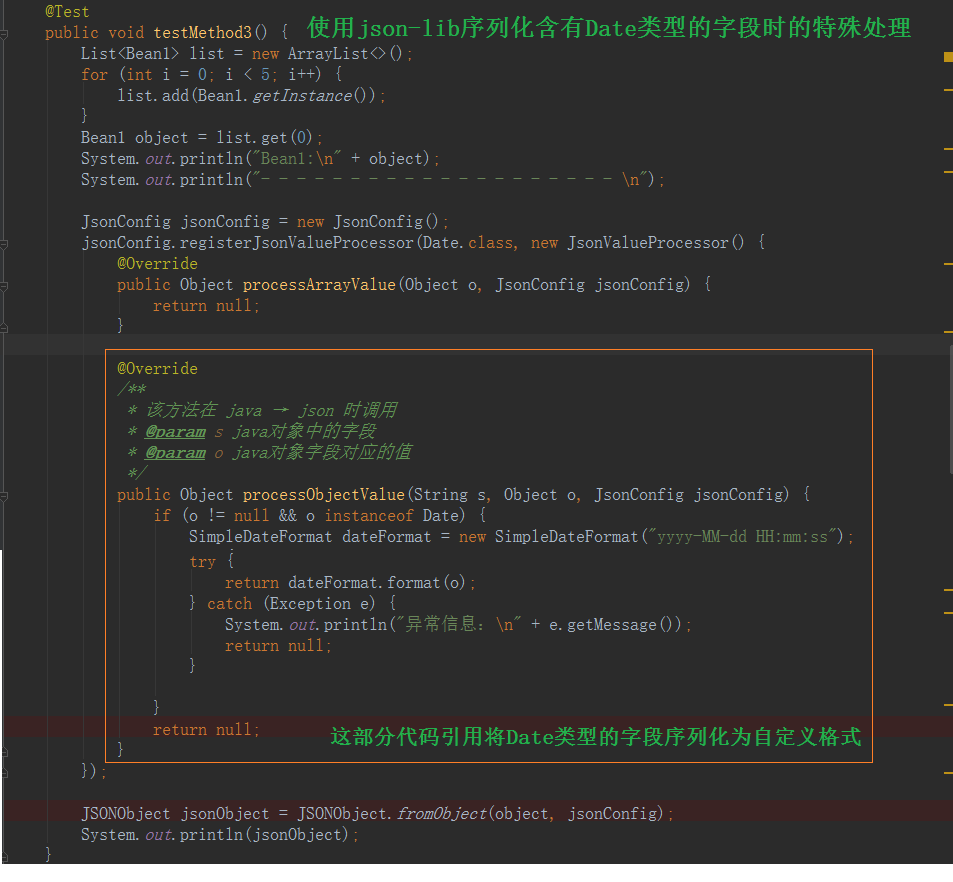 @Test
public void testMethod3() { 使用json-lib序列化含有Date类型的字段时的特殊处理
List<Bean1> list = new ArrayList<>();
for (int i = 0; i < 5; i++) {
list.add(Bean1.getInstance());
}
Bean1 object = list.get(0);
System.out.println("Bean1:\n" + object);
System.out.println("- - - - - - - - - - - - - - - - - - - - \n");
JsonConfig jsonConfig = new JsonConfig();
jsonConfig.registerJsonValueProcessor(Date.class, new JsonValueProcessor() {
@Override
public Object processArrayValue(Object o, JsonConfig jsonConfig) {
return null;
}
@Override
/**
* 该方法在 java → json 时调用
* @param s java对象中的字段
* @param o java对象字段对应的值
*/
public Object processObjectValue(String s, Object o, JsonConfig jsonConfig) {
if (o != null && o instanceof Date) {
SimpleDateFormat dateFormat = new SimpleDateFormat("yyyy-MM-dd HH:mm:ss");
try {
return dateFormat.format(o);
} catch (Exception e) {
System.out.println("异常信息：\n" + e.getMessage());
return null;
}
}
return null; 这部分代码引用将Date类型的字段序列化为自定义格式
}
});
JSONObject jsonObject = JSONObject.fromObject(object, jsonConfig);
System.out.println(jsonObject);
}